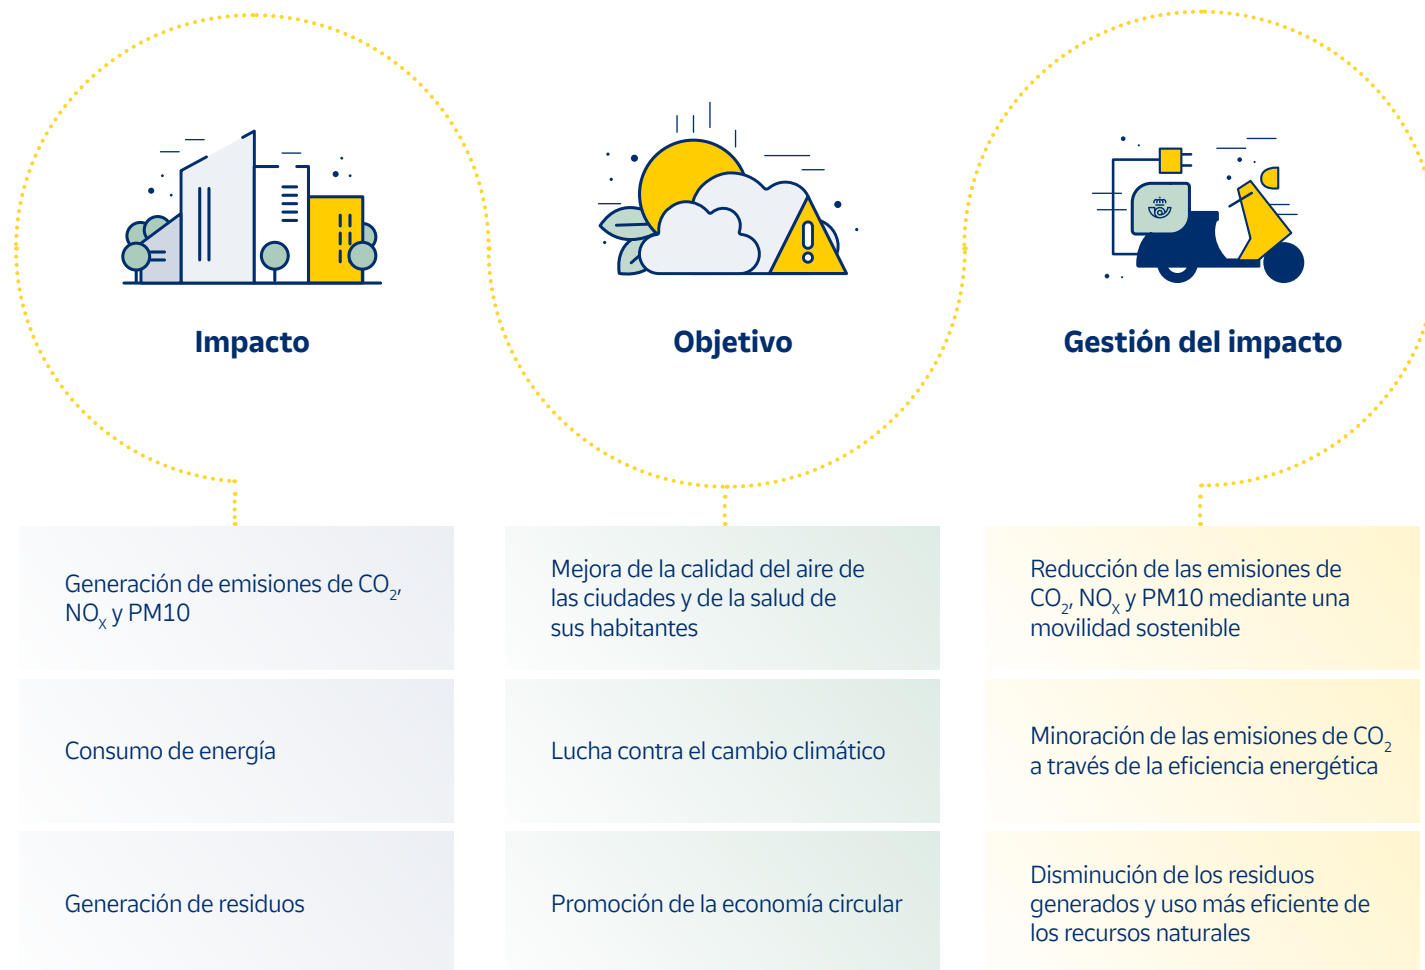 Impacto
Objetivo
Gestión del impacto
Generación de emisiones de CO₂,
NOₓ y PM10
Mejora de la calidad del aire de
las ciudades y de la salud de
sus habitantes
Reducción de las emisiones de
CO₂, NOₓ y PM10 mediante una
movilidad sostenible
Consumo de energía
Lucha contra el cambio climático
Minoración de las emisiones de CO₂
a través de la eficiencia energética
Generación de residuos
Promoción de la economía circular
Disminución de los residuos
generados y uso más eficiente de
los recursos naturales